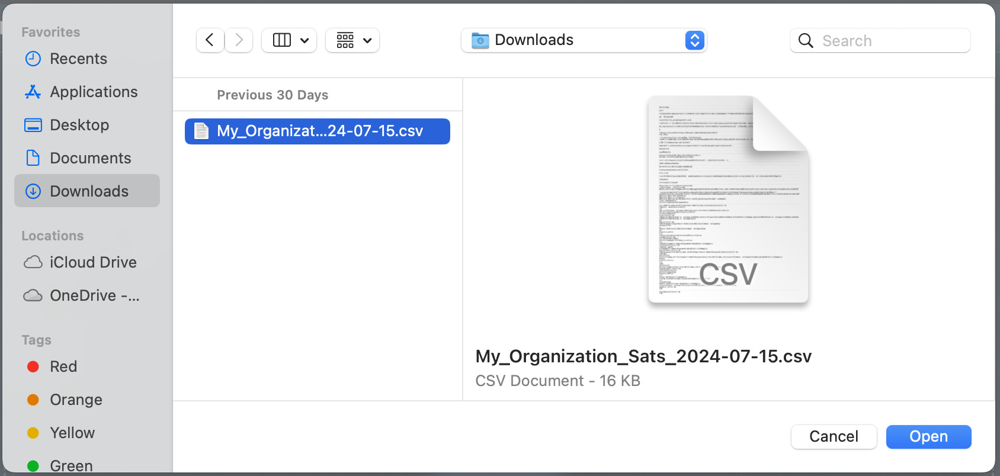 Favorites
Recents
Applications
Desktop
Documents
Downloads
Locations
iCloud Drive
OneDrive -...
Tags
Red
Orange
Yellow
Green
Downloads
Search
Previous 30 Days
My_Organizat...24-07-15.csv
CSV
My_Organization_Sats_2024-07-15.csv
CSV Document - 16 KB
Cancel
Open